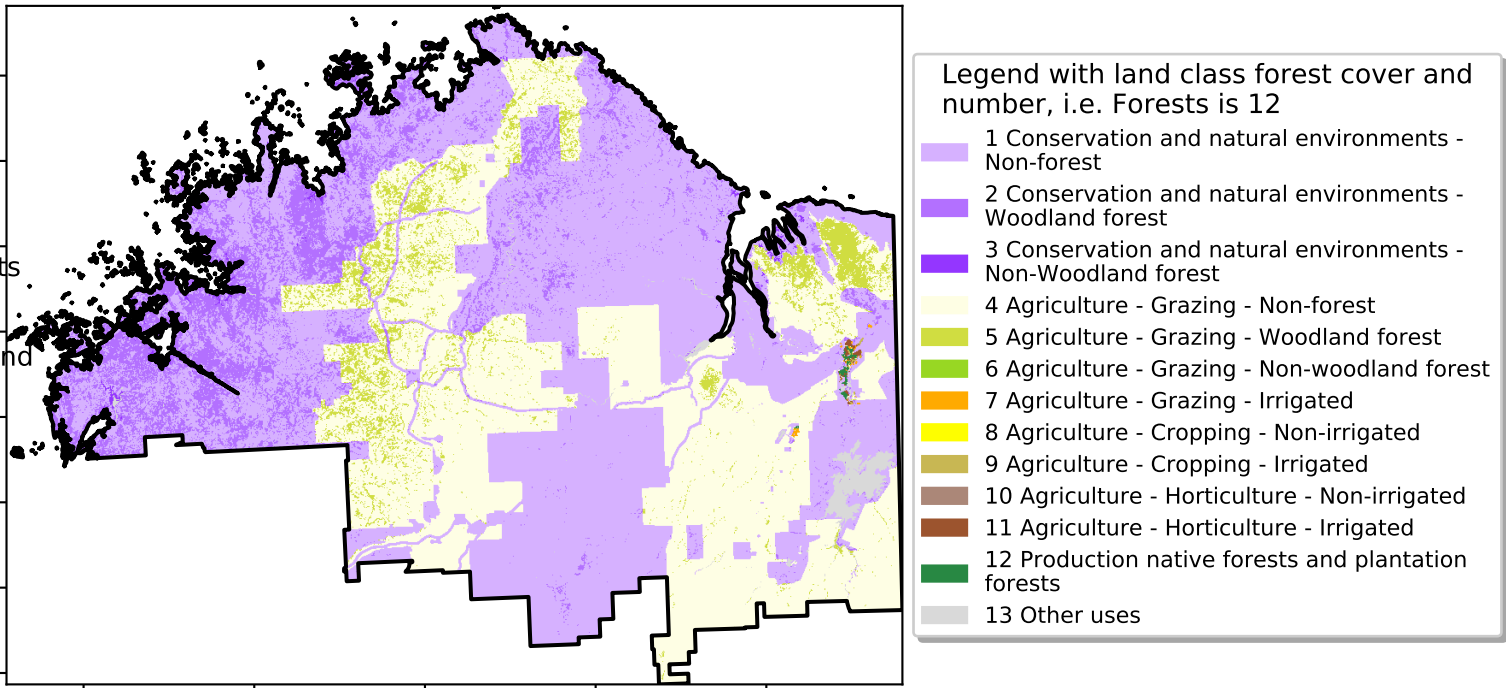 Legend with land class forest cover and
number, i.e. Forests is 12
1 Conservation and natural environments -
Non-forest
2 Conservation and natural environments -
Woodland forest
3 Conservation and natural environments -
Non-Woodland forest
4 Agriculture - Grazing - Non-forest
5 Agriculture - Grazing - Woodland forest
6 Agriculture - Grazing - Non-woodland forest
7 Agriculture - Grazing - Irrigated
8 Agriculture - Cropping - Non-irrigated
9 Agriculture - Cropping - Irrigated
10 Agriculture - Horticulture - Non-irrigated
11 Agriculture - Horticulture - Irrigated
12 Production native forests and plantation
forests
13 Other uses
ts
nd